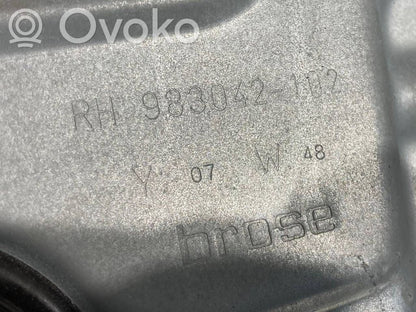 Ovoko
RH 983042-102
Y: 07 W 48
brose